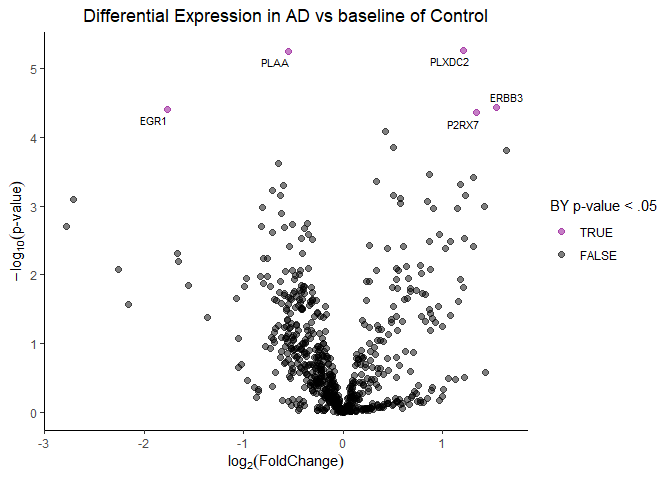 Differential Expression in AD vs baseline of Control
PLAA
PLXDC2
ERBB3
P2RX7
EGR1
5
4
3
2
1
0
−log₁₀(p-value)
-3
-2
-1
0
1
2
-
log₂(FoldChange)
BY p-value < .05
TRUE
FALSE